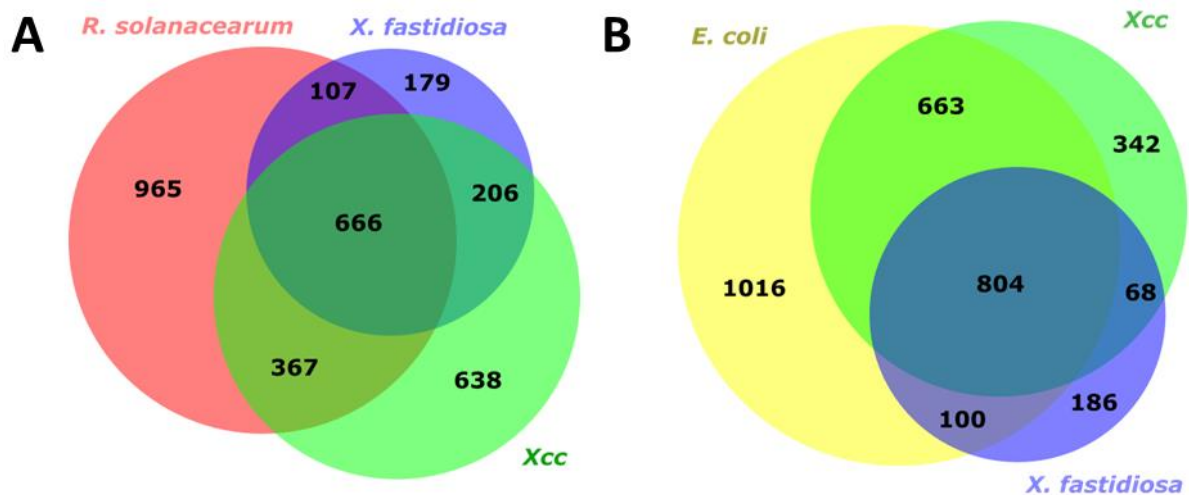 A
R. solanacearum
X. fastidiosa
107
179
965
666
206
367
638
Xcc
B
E. coli
Xcc
663
342
1016
804
68
100
186
X. fastidiosa